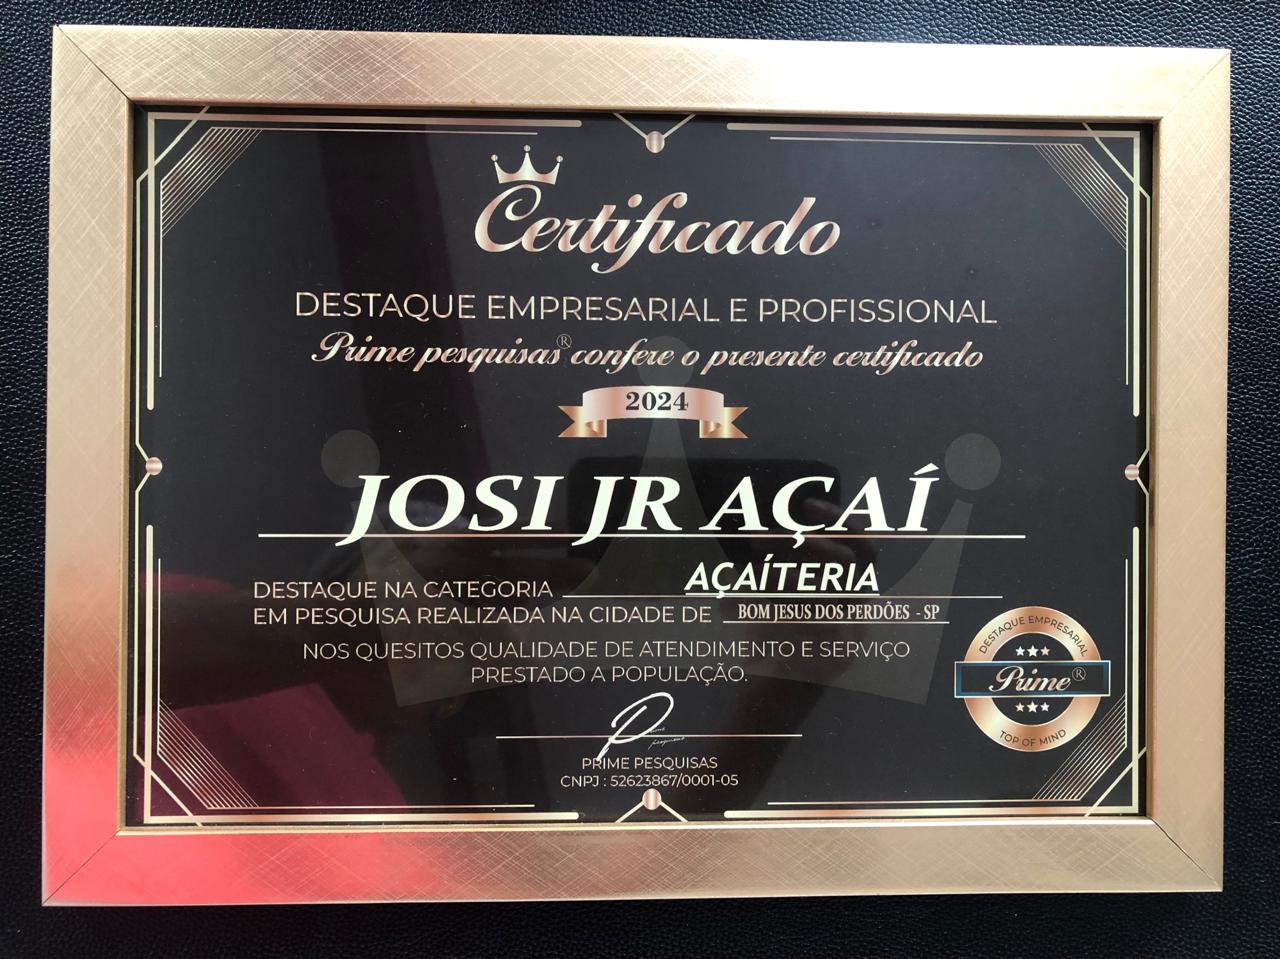 Certificado
DESTAQUE EMPRESARIAL E PROFISSIONAL
Prime pesquisas® confere o presente certificado
2024
JOSI JR AÇAÍ
DESTAQUE NA CATEGORIA AÇAÍTERIA
EM PESQUISA REALIZADA NA CIDADE DE BOM JESUS DOS PERDÕES - SP
NOS QUESITOS QUALIDADE DE ATENDIMENTO E SERVIÇO
PRESTADO A POPULAÇÃO.
DESTAQUE EMPRESARIAL
Prime®
TOP OF MIND
PRIME PESQUISAS
CNPJ : 52623867/0001-05